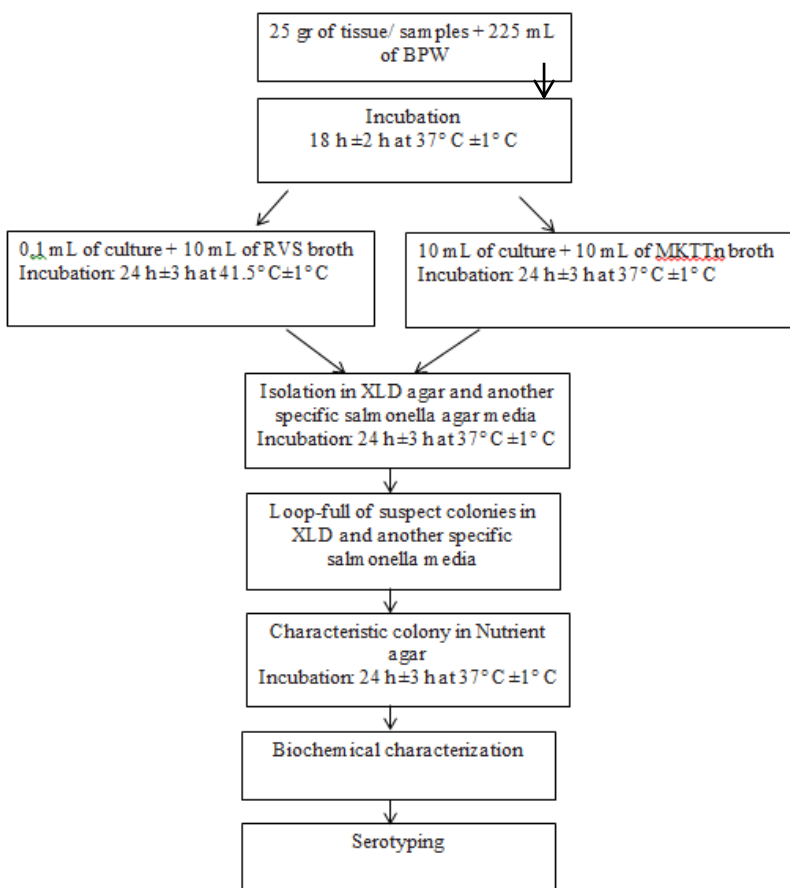 25 gr of tissue/ samples + 225 mL
of BPW
Incubation
18 h ±2 h at 37° C ±1° C
0,1 mL of culture + 10 mL of RVS broth
Incubation: 24 h±3 h at 41.5° C±1° C
10 mL of culture + 10 mL of MKTTn broth
Incubation: 24 h±3 h at 37° C ±1° C
Isolation in XLD agar and another
specific salmonella agar media
Incubation: 24 h±3 h at 37° C ±1° C
Loop-full of suspect colonies in
XLD and another specific
salmonella media
Characteristic colony in Nutrient
agar
Incubation: 24 h±3 h at 37° C ±1° C
Biochemical characterization
Serotyping